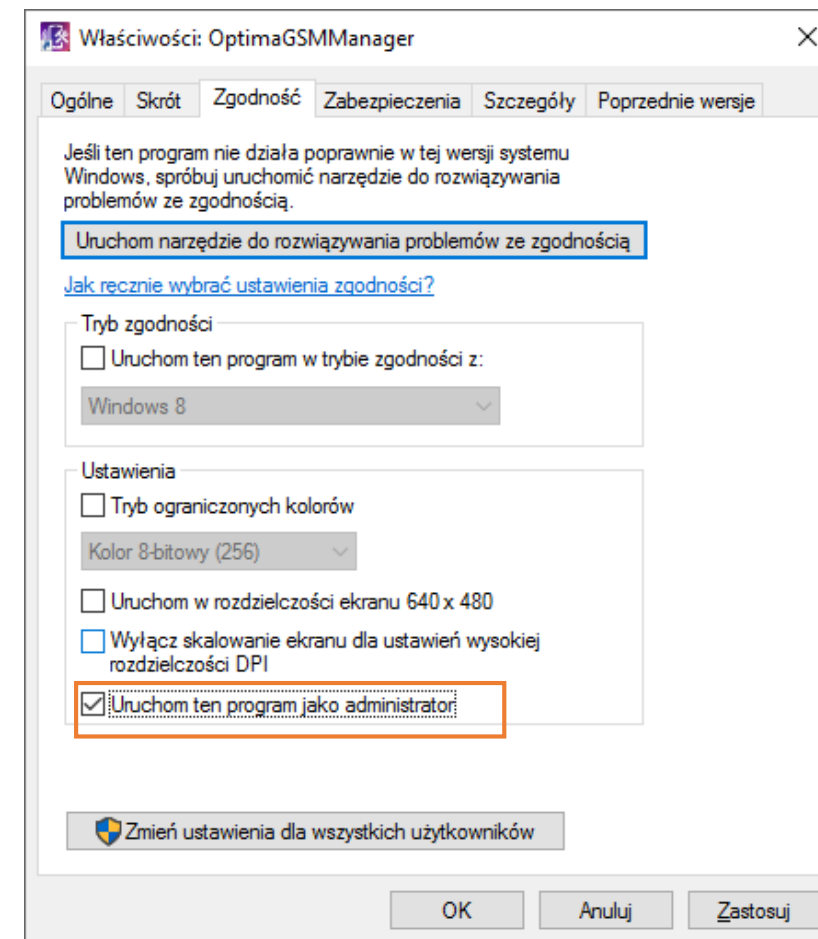 Właściwości: OptimaGSMManager
Ogólne Skrót Zgodność Zabezpieczenia Szczegóły Poprzednie wersje
Jeśli ten program nie działa poprawnie w tej wersji systemu
Windows, spróbuj uruchomić narzędzie do rozwiązywania
problemów ze zgodnością.
Uruchom narzędzie do rozwiązywania problemów ze zgodnością
Jak ręcznie wybrać ustawienia zgodności?
Tryb zgodności
Uruchom ten program w trybie zgodności z:
Windows 8
Ustawienia
Tryb ograniczonych kolorów
Kolor 8-bitowy (256)
Uruchom w rozdzielczości ekranu 640 x 480
Wyłącz skalowanie ekranu dla ustawień wysokiej
rozdzielczości DPI
Uruchom ten program jako administrator
Zmień ustawienia dla wszystkich użytkowników
OK Anuluj Zastosuj